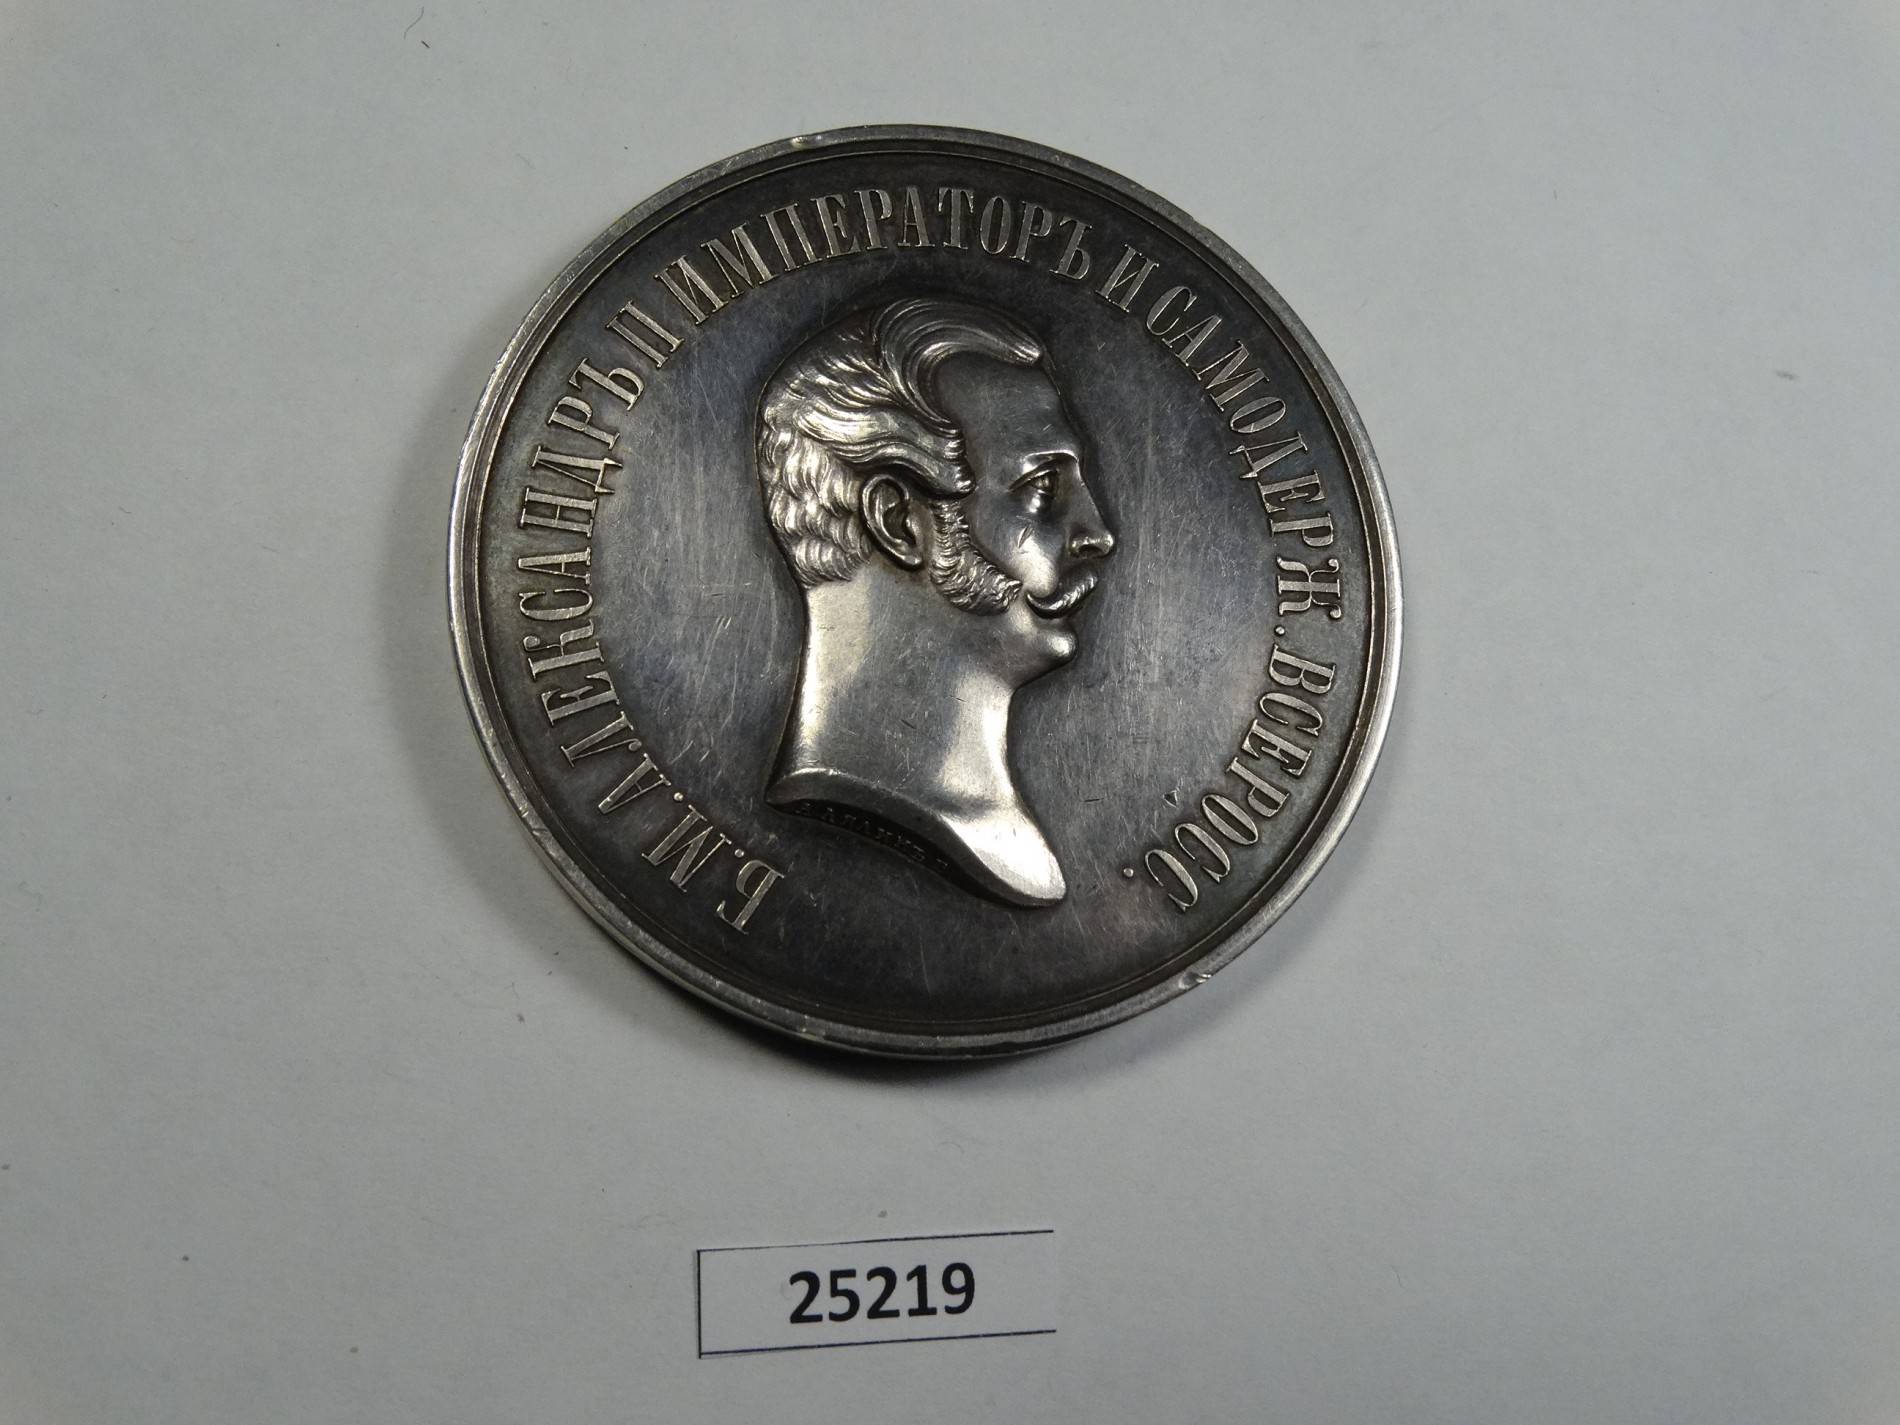 Б. М. АЛЕКСАНДРЪ II ИМПЕРАТОРЪ И САМОДЕРЖ. ВСЕРОСС.
25219